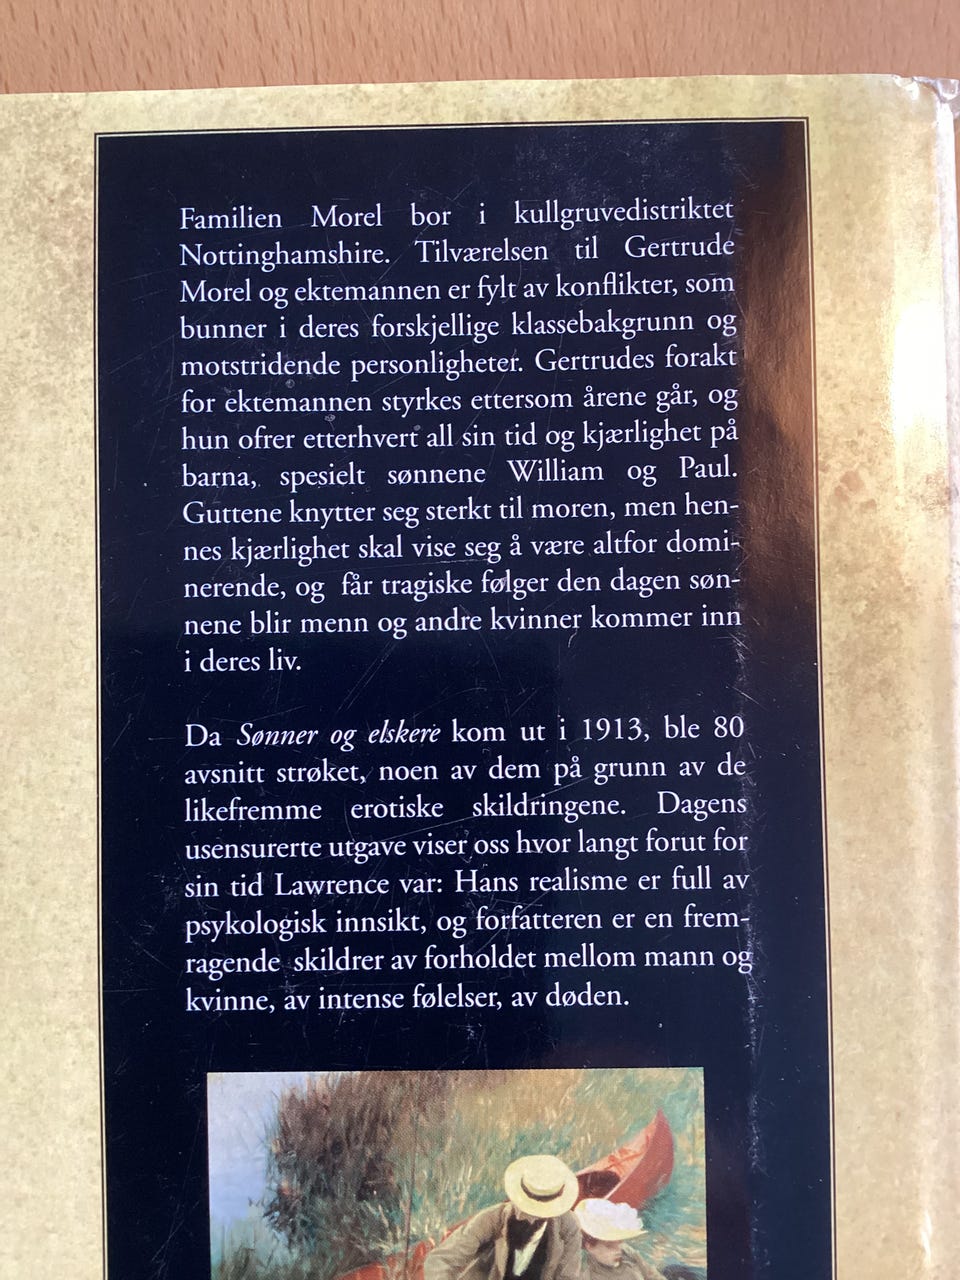 Familien Morel bor i kullgruvedistriktet
Nottinghamshire. Tilværelsen til Gertrude
Morel og ektemannen er fylt av konflikter, som
bunner i deres forskjellige klassebakgrunn og
motstridende personligheter. Gertrudes forakt
for ektemannen styrkes ettersom årene går, og
hun ofrer etterhvert all sin tid og kjærlighet på
barna, spesielt sønnene William og Paul.
Guttene knytter seg sterkt til moren, men hen-
nes kjærlighet skal vise seg å være altfor domi-
nerende, og får tragiske følger den dagen søn-
nene blir menn og andre kvinner kommer inn
i deres liv.
Da Sønner og elskere kom ut i 1913, ble 80
avsnitt strøket, noen av dem på grunn av de
likefremme erotiske skildringene. Dagens
usensurerte utgave viser oss hvor langt forut for
sin tid Lawrence var: Hans realisme er full av
psykologisk innsikt, og forfatteren er en frem-
ragende skildrer av forholdet mellom mann og
kvinne, av intense følelser, av døden.